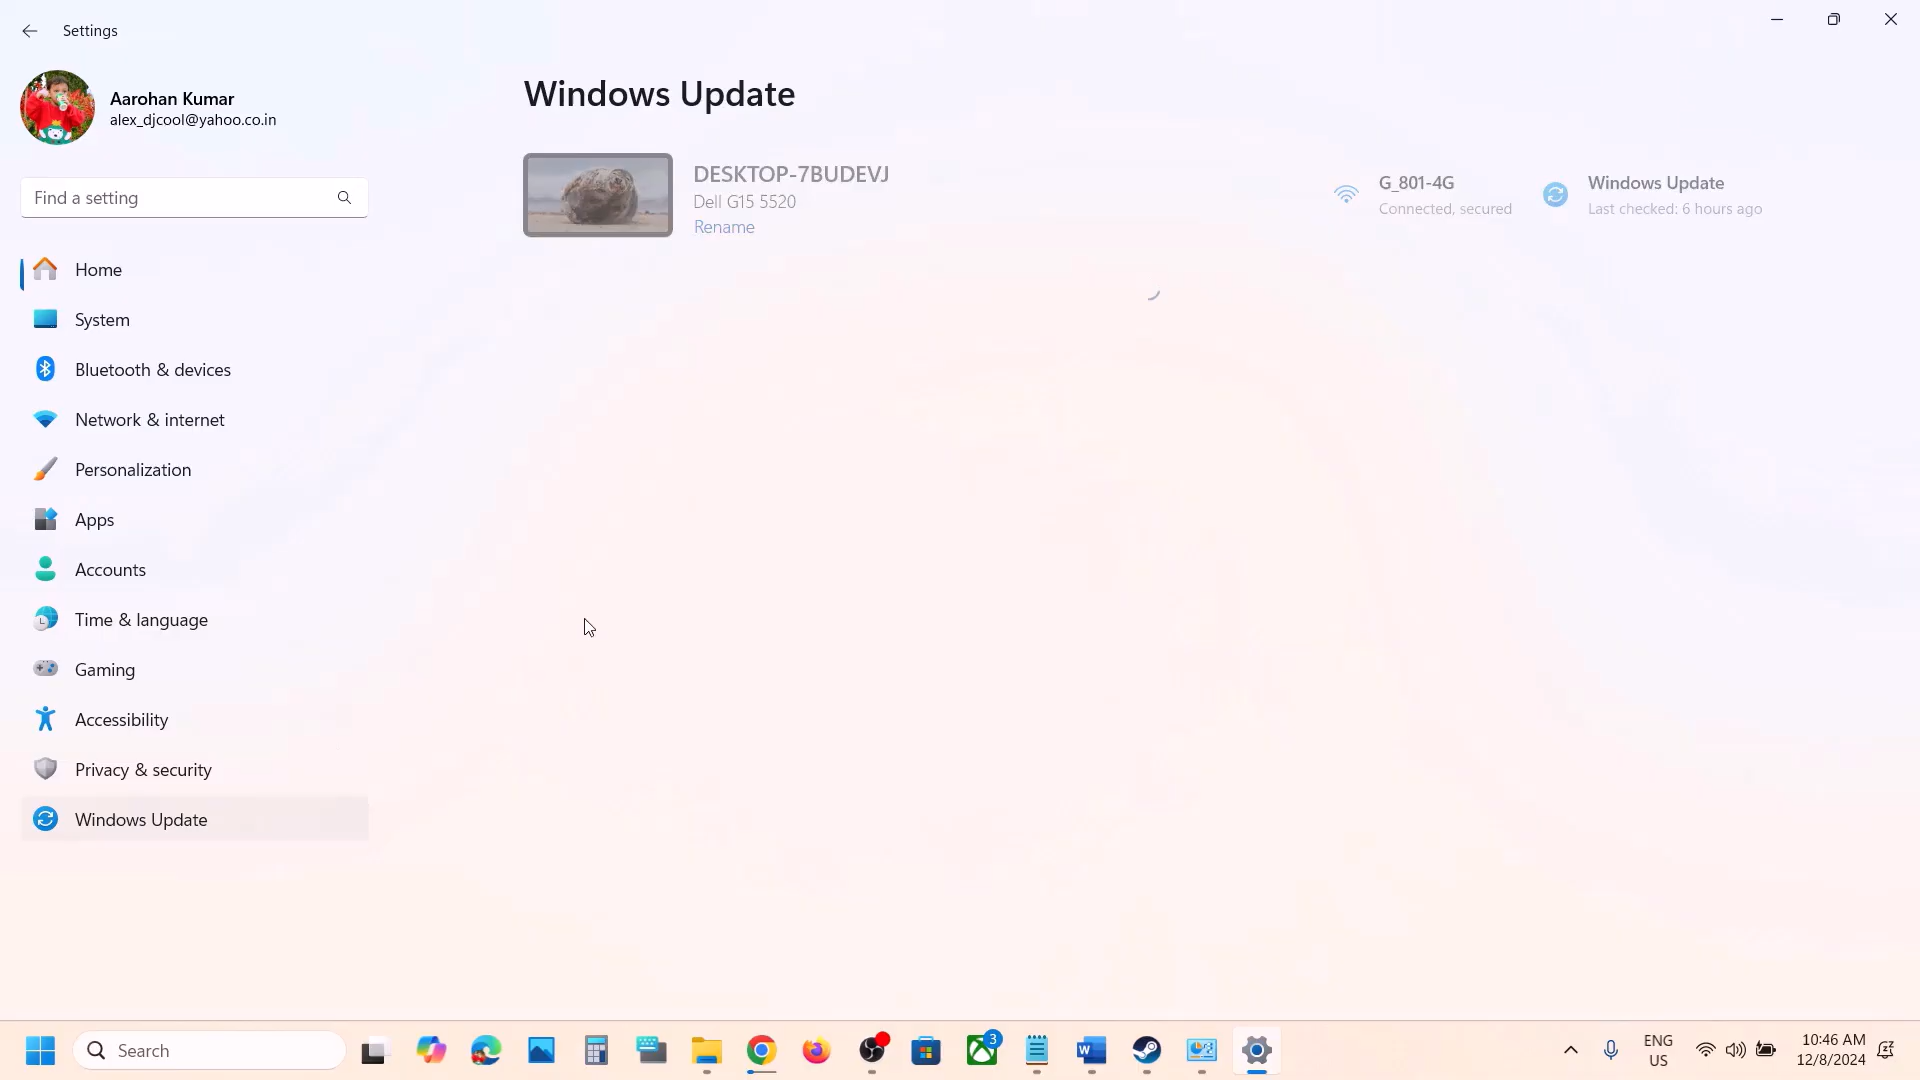 Settings
Aarohan Kumar
alex_djcool@yahoo.co.in
Find a setting
Home
System
Bluetooth & devices
Network & internet
Personalization
Apps
Accounts
Time & language
Gaming
Accessibility
Privacy & security
Windows Update
Windows Update
DESKTOP-7BUDEVJ
Dell G15 5520
Rename
G_801-4G
Connected, secured
Windows Update
Last checked: 6 hours ago
Search
3
ENG
US
10:46 AM
12/8/2024